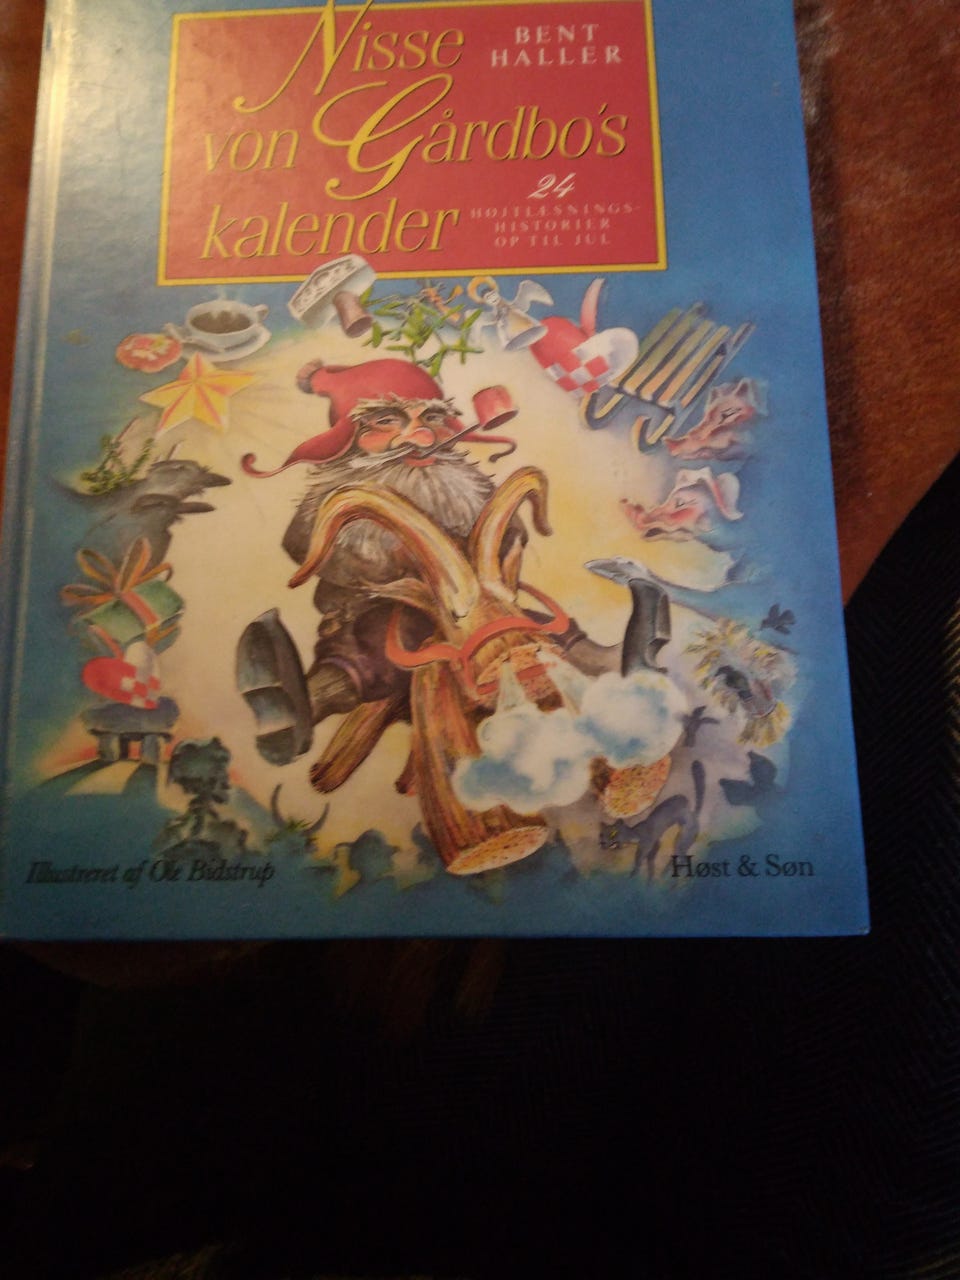 Nisse
BENT
HALLER
von Gårdbo's
kalender
24
HØJTLÆSNINGS-
HISTORIER
OP TIL JUL
Illustreret af Ole Bidstrup
Høst & Søn